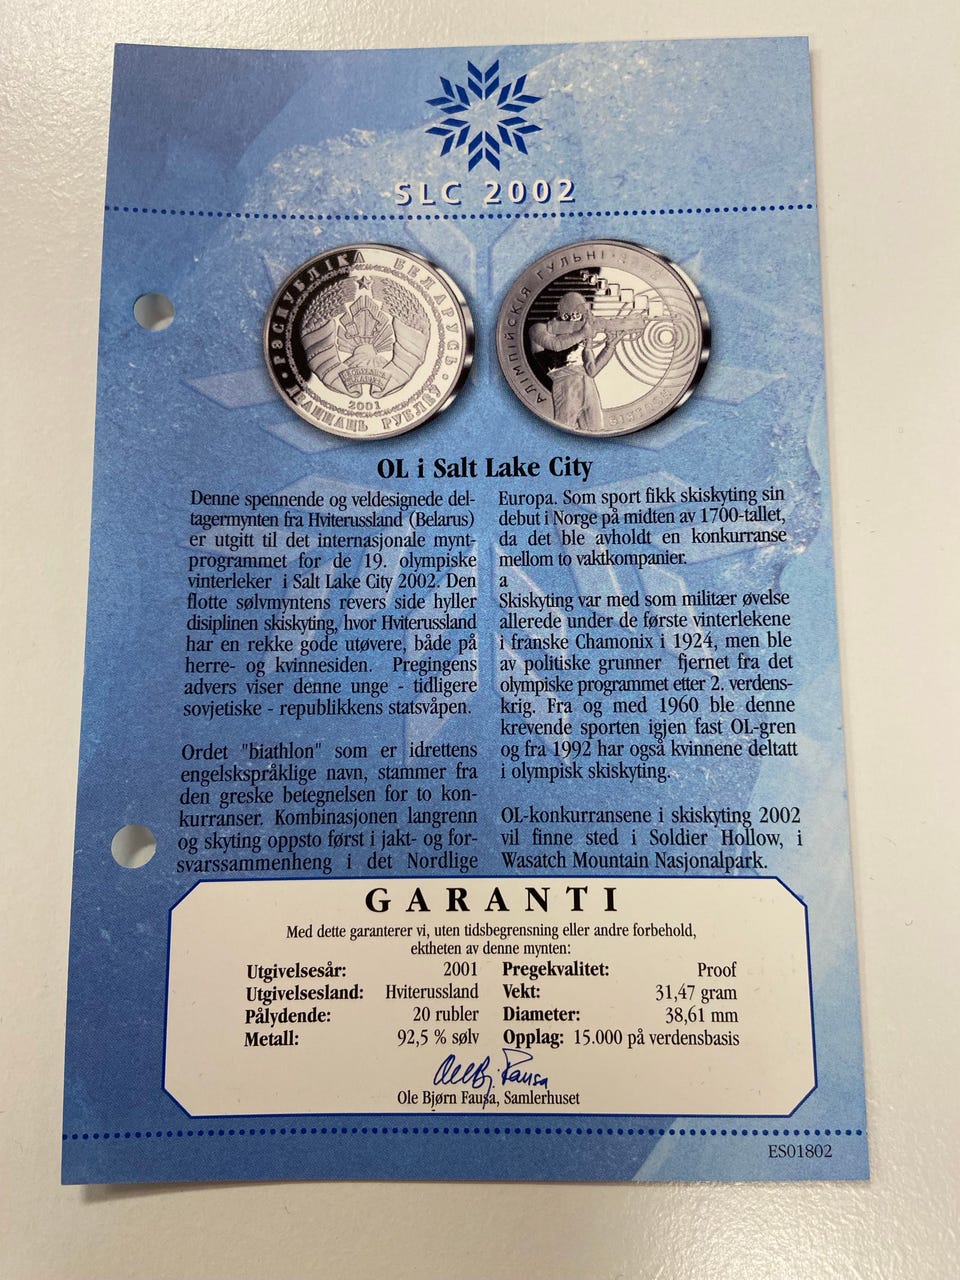 SLC 2002
РЭСПУБЛІКА БЕЛАРУСЬ
2001
ДВАЦЦАЦЬ РУБЛЁЎ
АЛІМПІЙСКІЯ ГУЛЬНІ · 2002
БІЯТЛОН
OL i Salt Lake City
Denne spennende og veldesignede del-
tagermynten fra Hviterussland (Belarus)
er utgitt til det internasjonale mynt-
programmet for de 19. olympiske
vinterleker i Salt Lake City 2002. Den
flotte sølvmyntens revers side hyller
disiplinen skiskyting, hvor Hviterussland
har en rekke gode utøvere, både på
herre- og kvinnesiden. Pregingens
advers viser denne unge - tidligere
sovjetiske - republikkens statsvåpen.
Ordet "biathlon" som er idrettens
engelskspråklige navn, stammer fra
den greske betegnelsen for to kon-
kurranser. Kombinasjonen langrenn
og skyting oppsto først i jakt- og for-
svarssammenheng i det Nordlige
Europa. Som sport fikk skiskyting sin
debut i Norge på midten av 1700-tallet,
da det ble avholdt en konkurranse
mellom to vaktkompanier.
a
Skiskyting var med som militær øvelse
allerede under de første vinterlekene
i franske Chamonix i 1924, men ble
av politiske grunner fjernet fra det
olympiske programmet etter 2. verdens-
krig. Fra og med 1960 ble denne
krevende sporten igjen fast OL-gren
og fra 1992 har også kvinnene deltatt
i olympisk skiskyting.
OL-konkurransene i skiskyting 2002
vil finne sted i Soldier Hollow, i
Wasatch Mountain Nasjonalpark.
GARANTI
Med dette garanterer vi, uten tidsbegrensning eller andre forbehold,
ektheten av denne mynten:
Utgivelsesår: 2001 Pregekvalitet: Proof
Utgivelsesland: Hviterussland Vekt: 31,47 gram
Pålydende: 20 rubler Diameter: 38,61 mm
Metall: 92,5 % sølv Opplag: 15.000 på verdensbasis
Ole Bjørn Fausa, Samlerhuset
ES01802